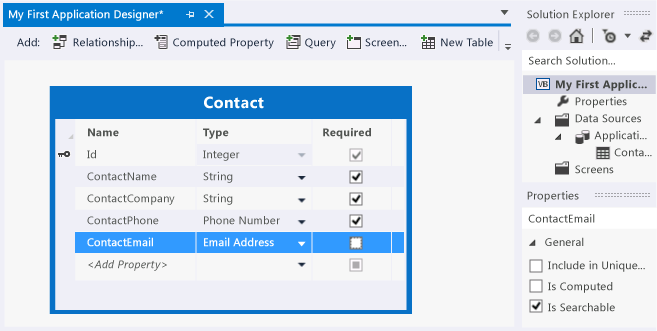 My First Application Designer*
Add: Relationship... Computed Property Query Screen... New Table
Contact
Name Type Required
Id Integer
ContactName String
ContactCompany String
ContactPhone Phone Number
ContactEmail Email Address
<Add Property>
Solution Explorer
Search Solution...
VB My First Applic...
Properties
Data Sources
Applicatio...
Conta...
Screens
Properties
ContactEmail
General
Include in Unique...
Is Computed
Is Searchable